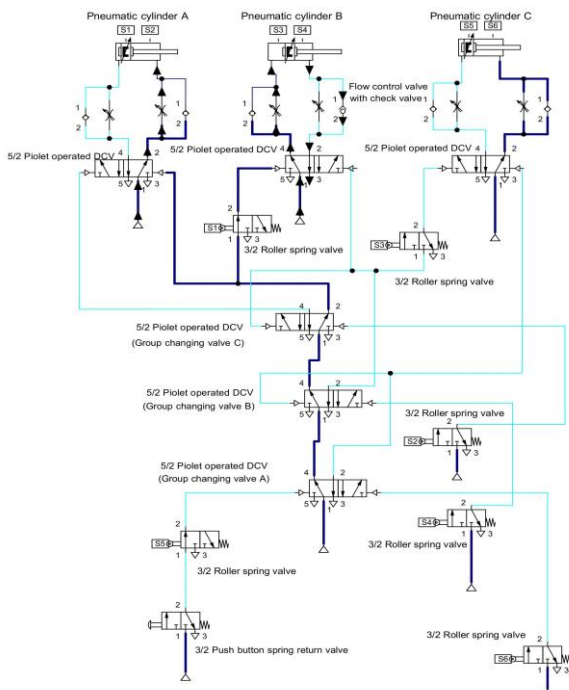 Pneumatic cylinder A
Pneumatic cylinder B
Pneumatic cylinder C
S1 S2
S3 S4
S5 S6
Flow control valve
with check valve 1
1
2
1
2
1
2
2
1
2
1
2
5/2 Piolet operated DCV
4 2
5 1 3
5/2 Piolet operated DCV
4 2
5 1 3
5/2 Piolet operated DCV
4 2
5 1 3
S1
2
1 3
3/2 Roller spring valve
S3
2
1 3
3/2 Roller spring valve
5/2 Piolet operated DCV
(Group changing valve C)
4 2
5 1 3
5/2 Piolet operated DCV
(Group changing valve B)
4 2
5 1 3
3/2 Roller spring valve
S2
2
1 3
5/2 Piolet operated DCV
(Group changing valve A)
4 2
5 1 3
S4
2
1 3
3/2 Roller spring valve
S5
2
1 3
3/2 Roller spring valve
2
1 3
3/2 Push button spring return valve
3/2 Roller spring valve
S6
2
1 3